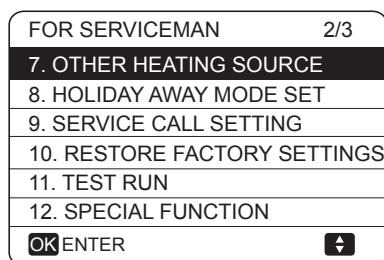 FOR SERVICEMAN 2/3
7. OTHER HEATING SOURCE
8. HOLIDAY AWAY MODE SET
9. SERVICE CALL SETTING
10. RESTORE FACTORY SETTINGS
11. TEST RUN
12. SPECIAL FUNCTION
OK ENTER